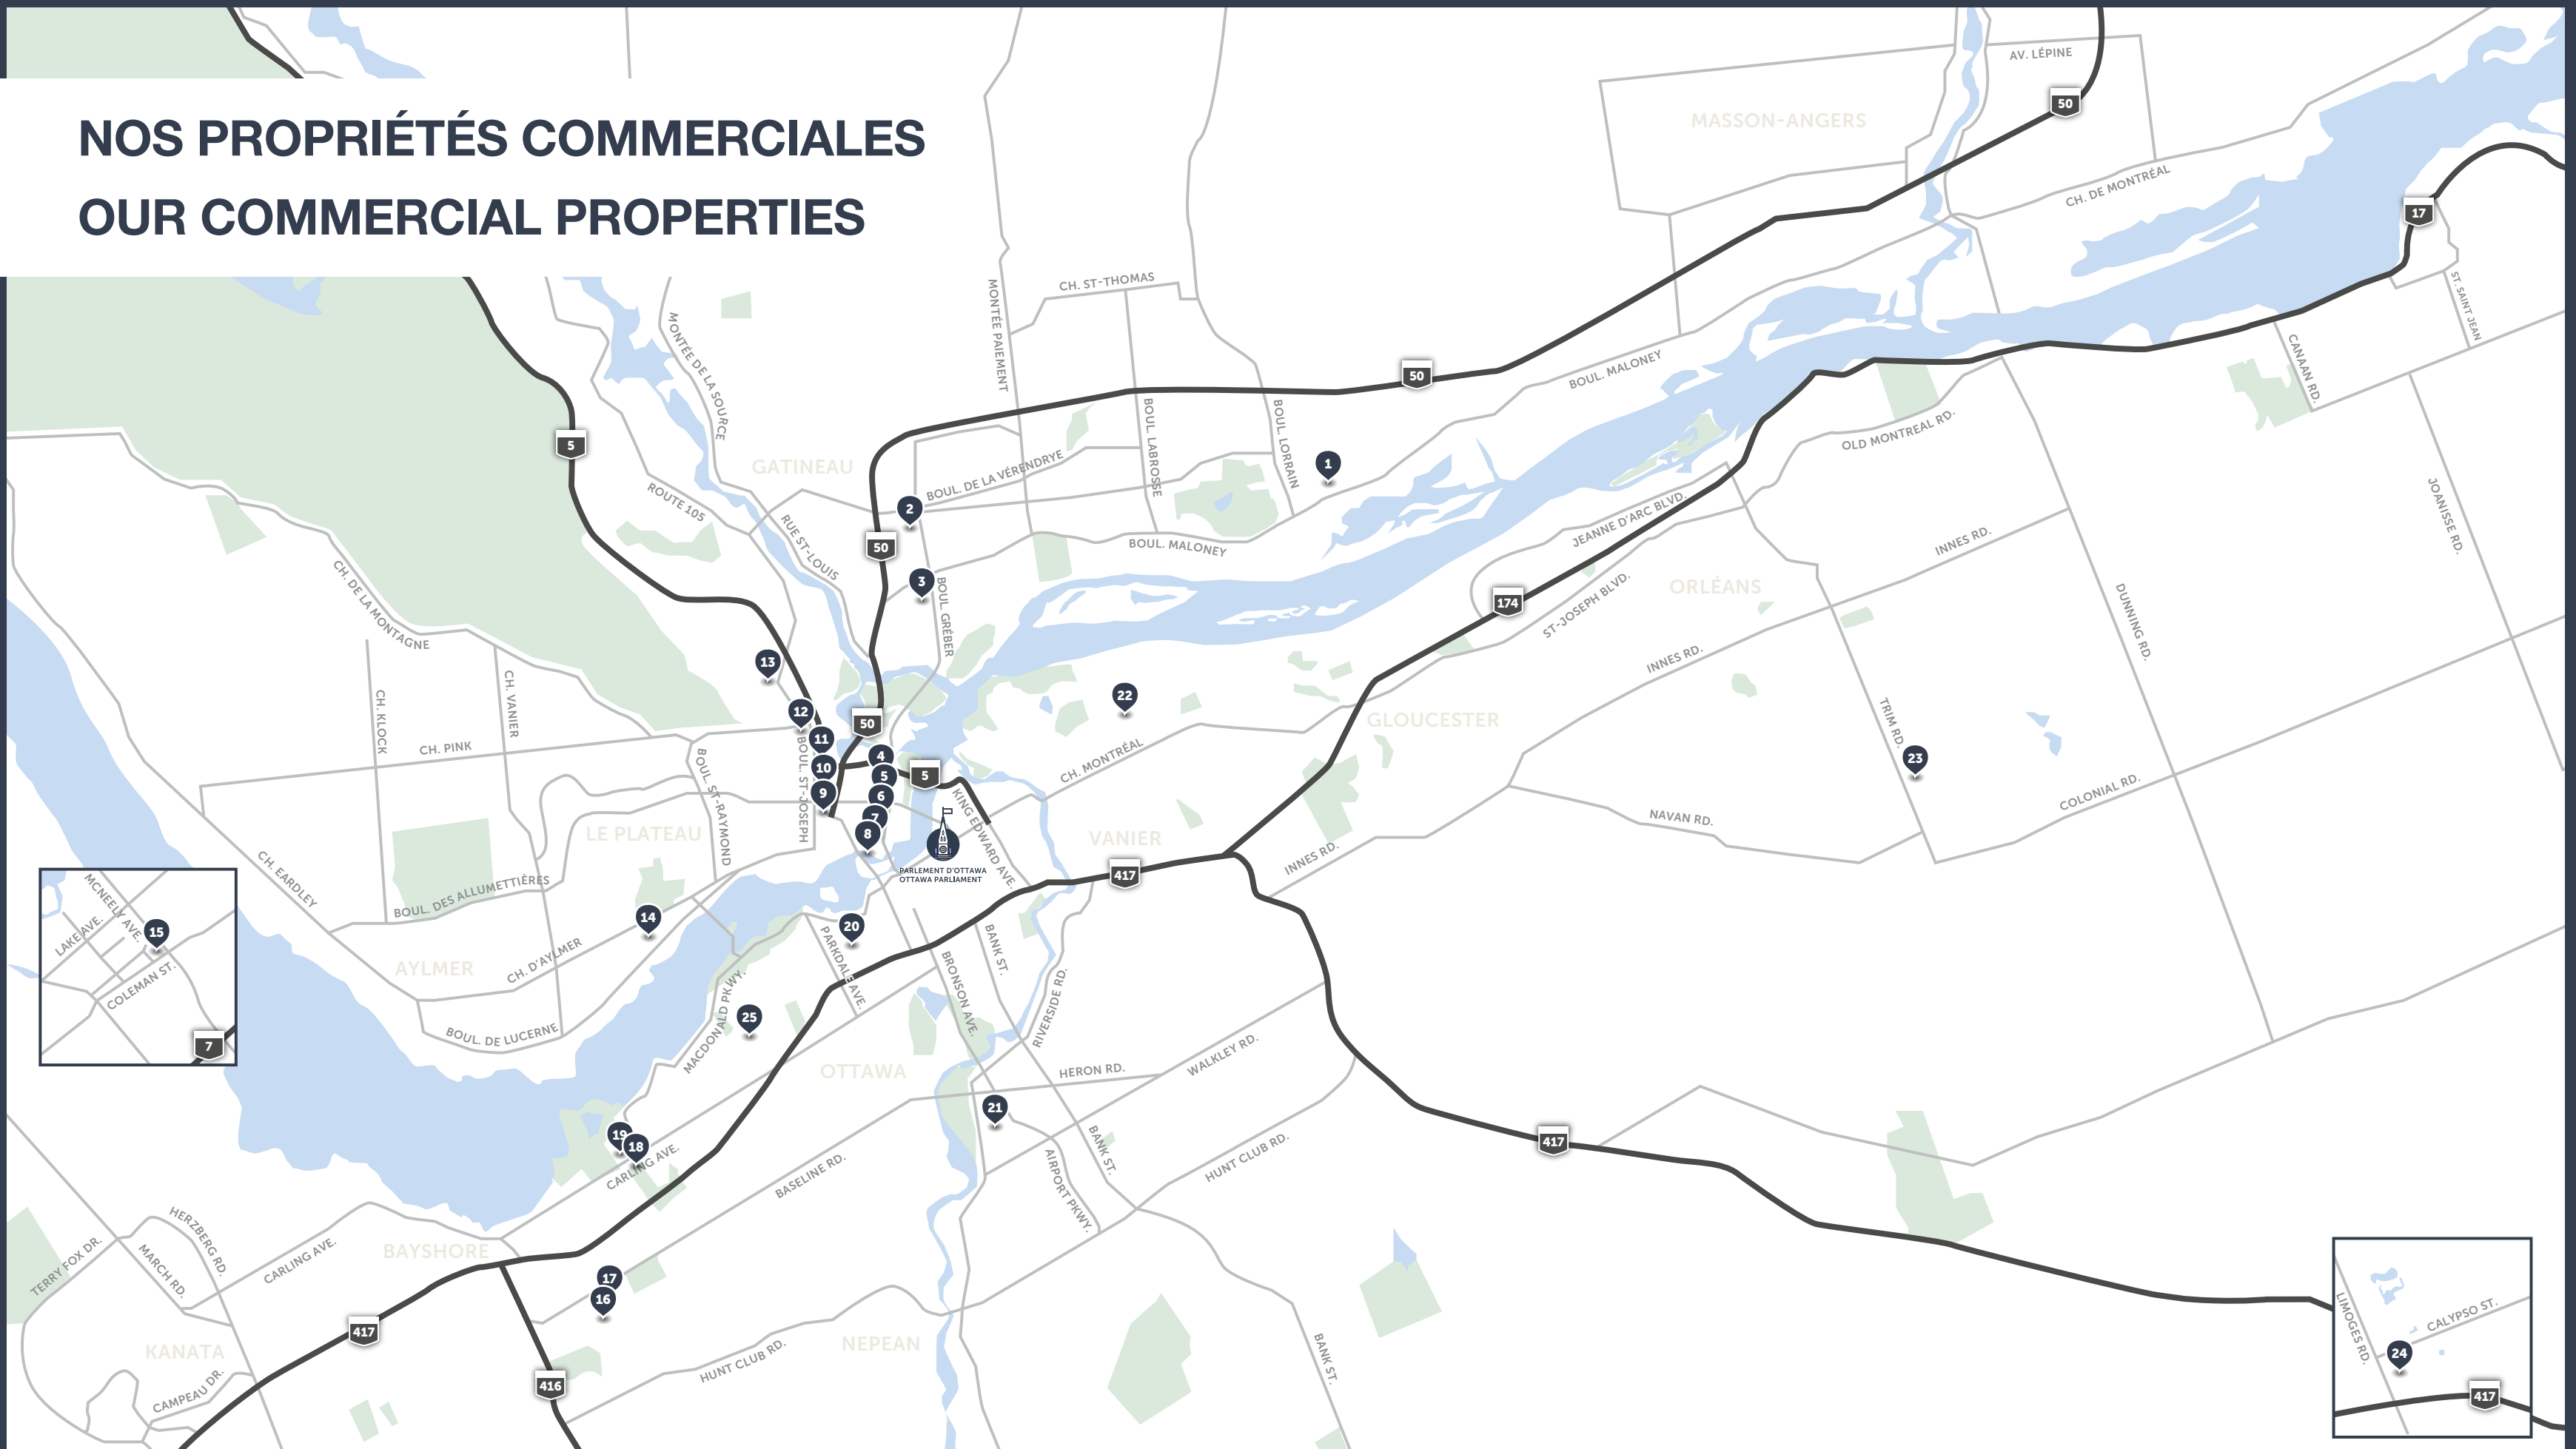 NOS PROPRIÉTÉS COMMERCIALES
OUR COMMERCIAL PROPERTIES
AV. LÉPINE
50
MASSON-ANGERS
CH. DE MONTRÉAL
17
ST. SAINT JEAN
CH. ST-THOMAS
MONTÉE PAIEMENT
MONTÉE DE LA SOURCE
CANAAN RD.
50
BOUL. MALONEY
5
BOUL. LABROSSE
BOUL. LORRAIN
OLD MONTREAL RD.
GATINEAU
BOUL. DE LA VÉRENDRYE
1
ROUTE 105
2
JOANISSE RD.
JEANNE D'ARC BLVD.
RUE ST-LOUIS
50
BOUL. MALONEY
INNES RD.
3
BOUL GRÉBER
174
ST-JOSEPH BLVD.
ORLÉANS
CH. DE LA MONTAGNE
DUNNING RD.
13
INNES RD.
CH. KLOCK
CH. VANIER
22
12
50
GLOUCESTER
TRIM RD.
11
CH. PINK
4
CH. MONTRÉAL
23
10
5
5
BOUL. ST-JOSEPH
BOUL. ST-RAYMOND
9
6
KING EDWARD AVE.
COLONIAL RD.
7
NAVAN RD.
LE PLATEAU
8
VANIER
INNES RD.
PARLEMENT D'OTTAWA
OTTAWA PARLIAMENT
417
CH. EARDLEY
BOUL. DES ALLUMETTIÈRES
MCNEELY AVE.
LAKE AVE.
15
COLEMAN ST.
7
14
20
AYLMER
CH. D'AYLMER
PARKDALE AVE.
BRONSON AVE.
BANK ST.
RIVERSIDE RD.
MACDONALD PKWY.
25
BOUL. DE LUCERNE
OTTAWA
HERON RD.
WALKLEY RD.
21
19
18
CARLING AVE.
BASELINE RD.
BANK ST.
AIRPORT PKWY.
HUNT CLUB RD.
417
HERZBERG RD.
TERRY FOX DR.
MARCH RD.
CARLING AVE.
BAYSHORE
17
16
417
KANATA
CAMPEAU DR.
416
HUNT CLUB RD.
NEPEAN
BANK ST.
LIMOGES RD.
CALYPSO ST.
24
417